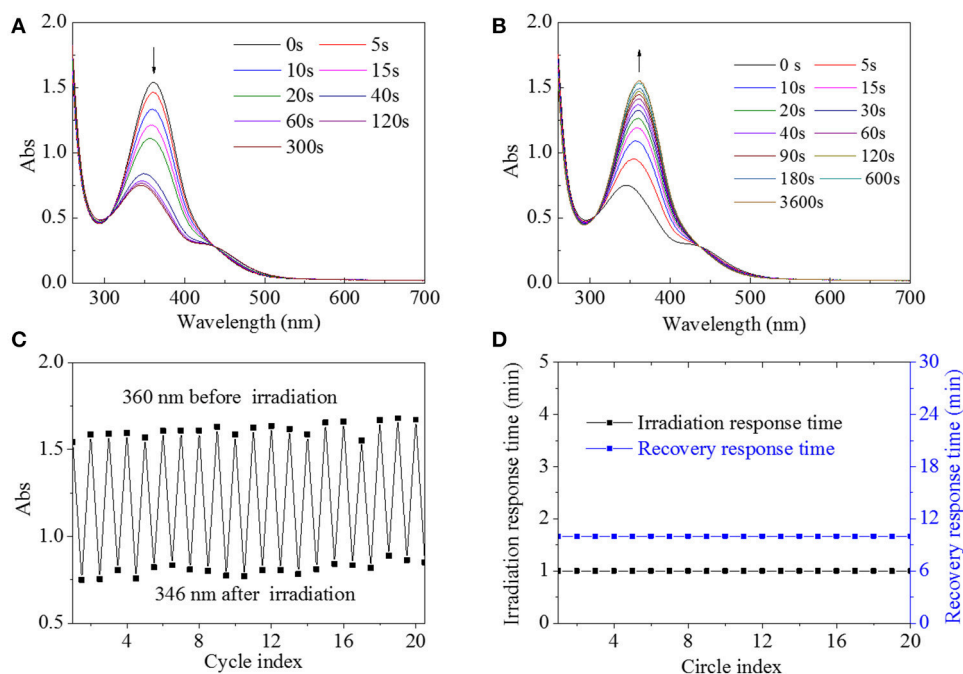 A
2.0
1.5
1.0
0.5
0.0
Abs
0s 5s
10s 15s
20s 40s
60s 120s
300s
300 400 500 600 700
Wavelength (nm)
B
2.0
1.5
1.0
0.5
0.0
Abs
0 s 5s
10s 15s
20s 30s
40s 60s
90s 120s
180s 600s
3600s
300 400 500 600 700
Wavelength (nm)
C
2.0
1.5
1.0
0.5
Abs
360 nm before irradiation
346 nm after irradiation
4 8 12 16 20
Cycle index
D
5
4
3
2
1
0
Irradiation response time (min)
Irradiation response time
Recovery response time
30
24
18
12
6
0
Recovery response time (min)
4 8 12 16 20
Circle index